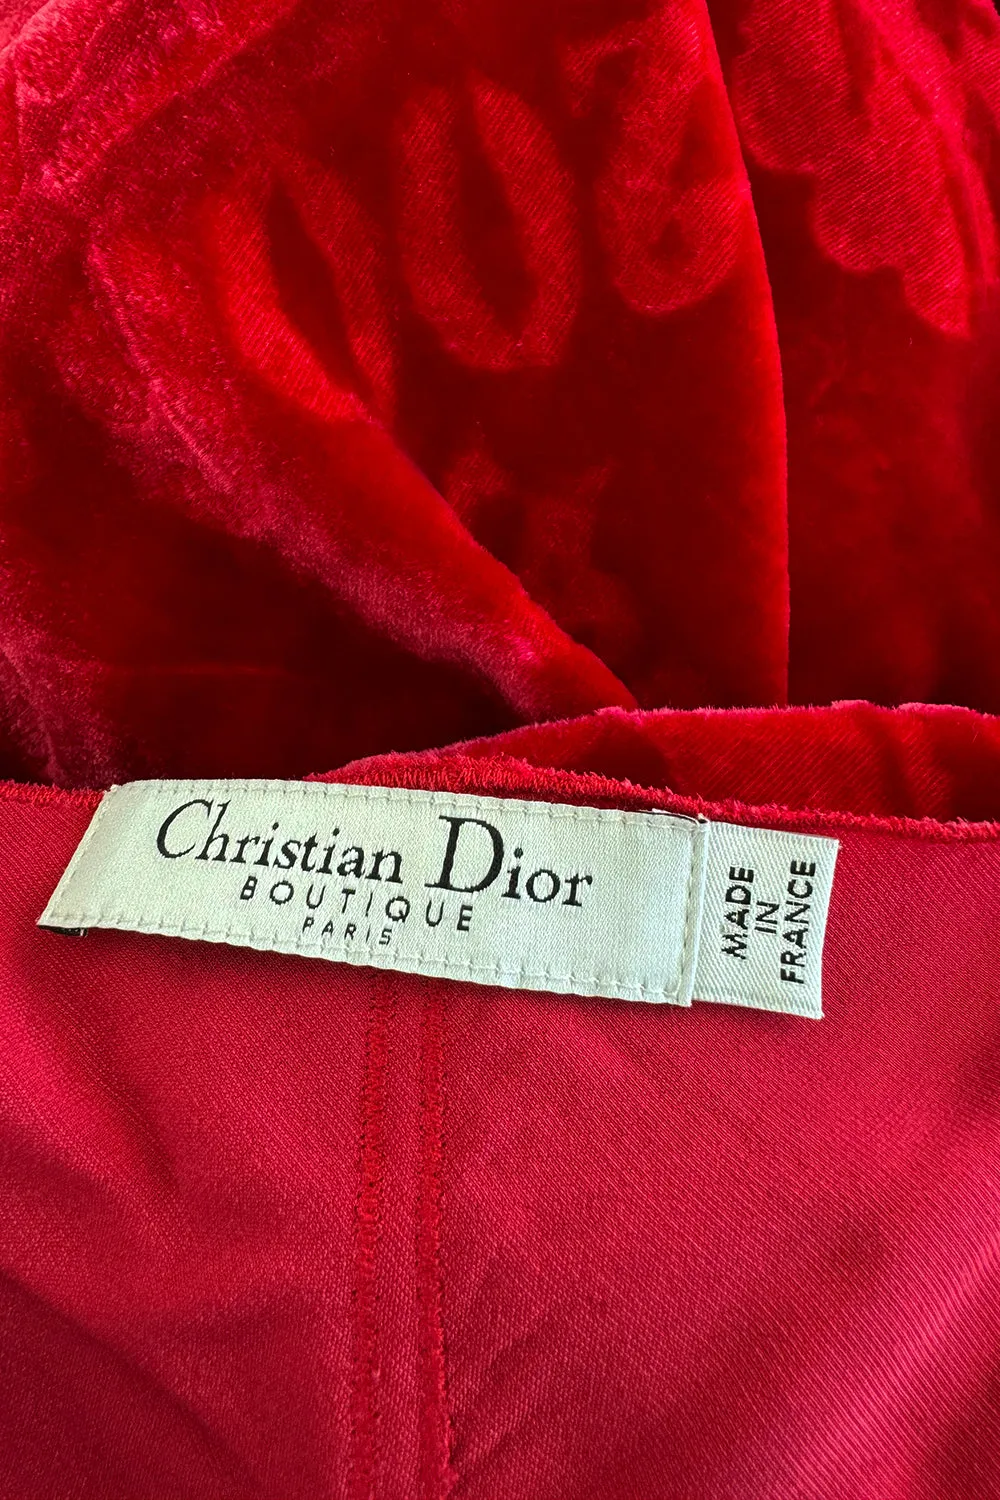 Christian Dior
BOUTIQUE
PARIS
MADE
IN
FRANCE